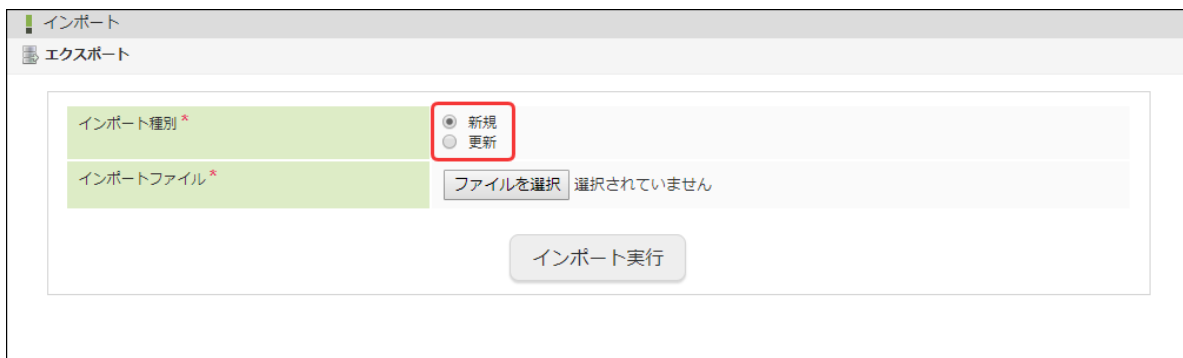 インポート
エクスポート
インポート種別 *
新規
更新
インポートファイル *
ファイルを選択 選択されていません
インポート実行